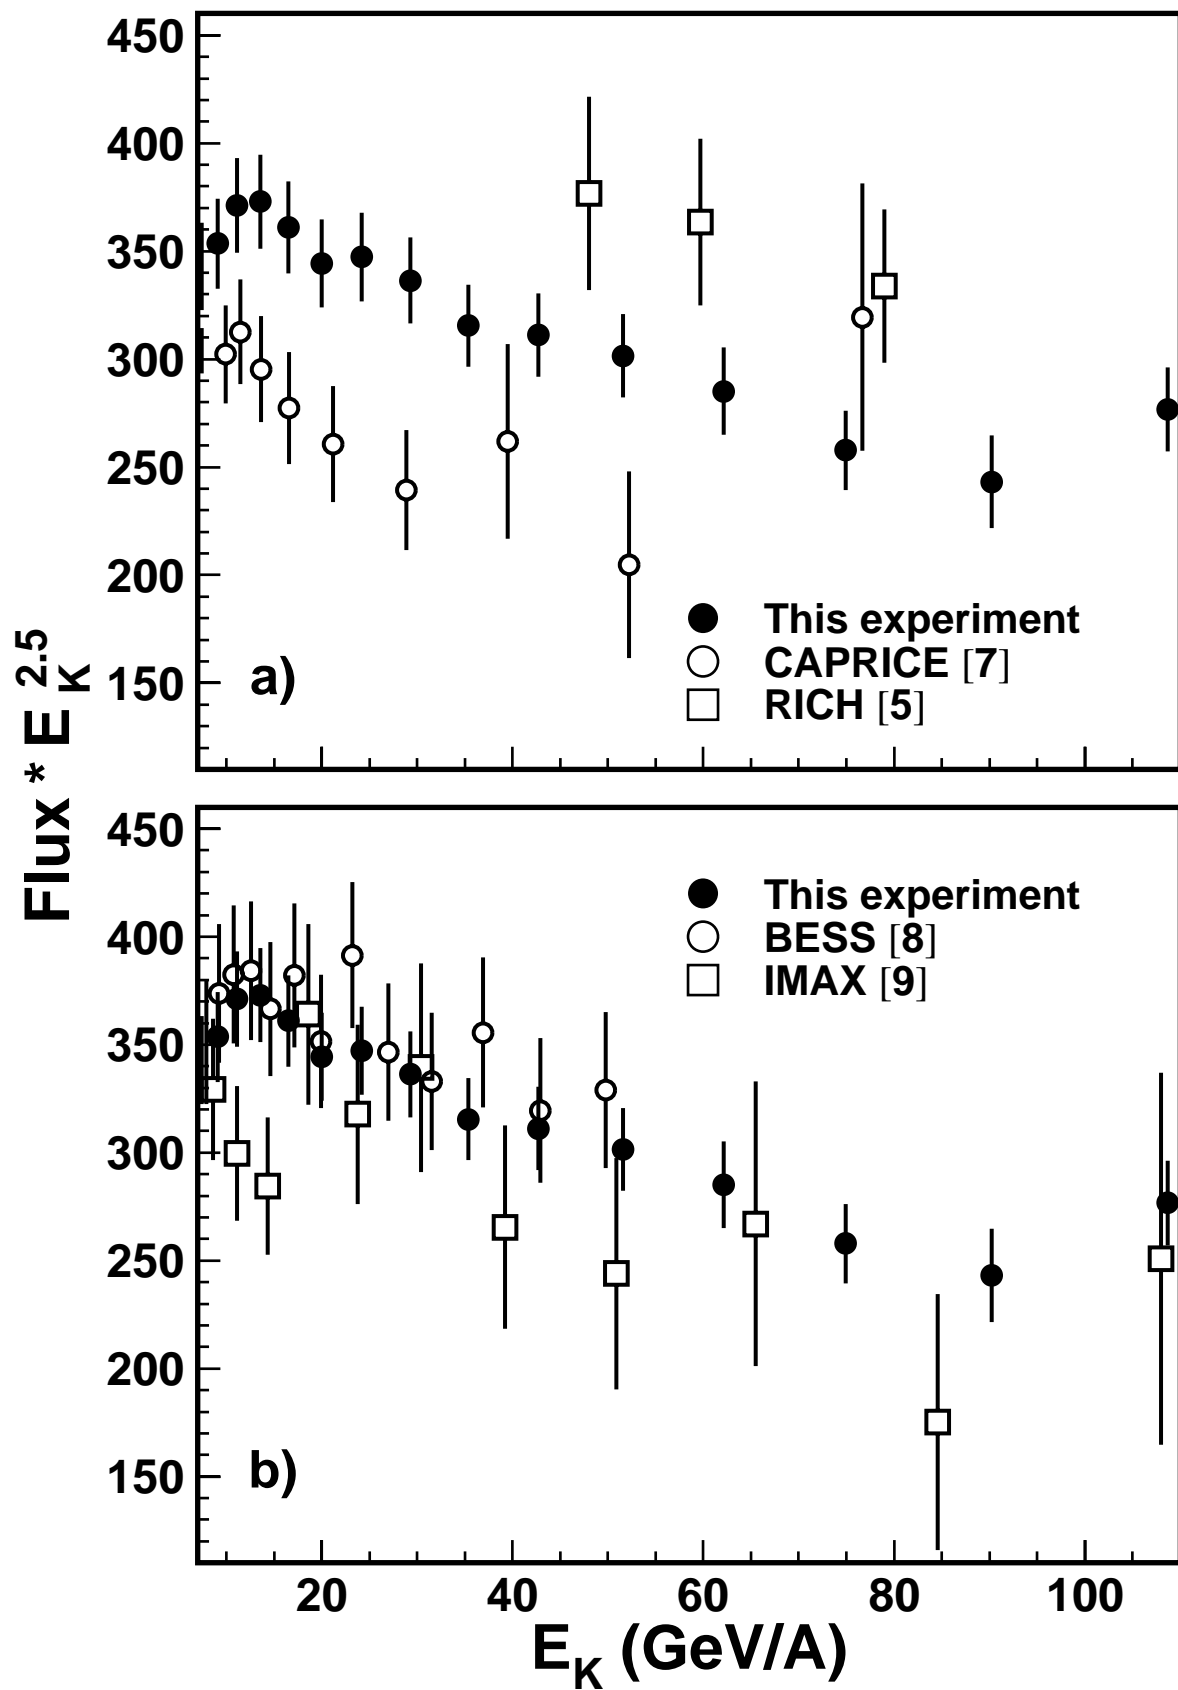 Flux * E_K^2.5
450
400
350
300
250
200
150
a)
This experiment
CAPRICE [7]
RICH [5]
450
400
350
300
250
200
150
b)
This experiment
BESS [8]
IMAX [9]
20 40 60 80 100
E_K (GeV/A)